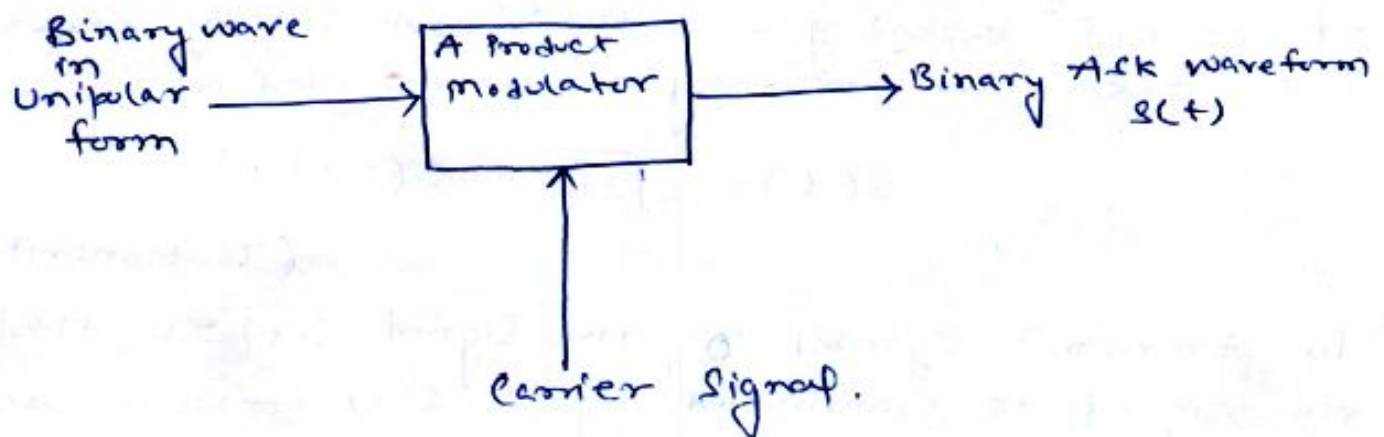 Binary wave
in
Unipolar
form
A Product
Modulator
Binary ASK waveform
s(t)
Carrier Signal.